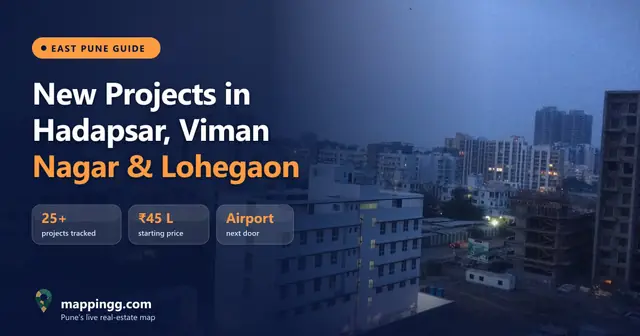 EAST PUNE GUIDE
New Projects in
Hadapsar, Viman
Nagar & Lohegaon
25+
projects tracked
₹45 L
starting price
Airport
next door
mappingg.com
Pune's live real-estate map